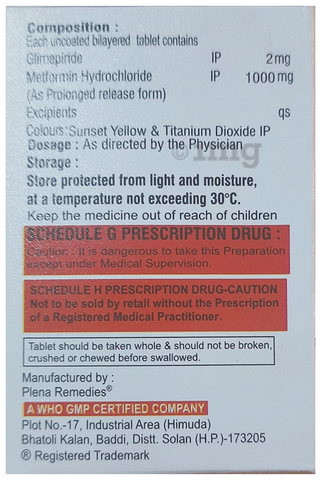 Composition :
Each uncoated bilayered tablet contains
Glimepiride IP 2mg
Metformin Hydrochloride IP 1000mg
(As Prolonged release form)
Excipients qs
Colours: Sunset Yellow & Titanium Dioxide IP
Dosage : As directed by the Physician
Storage :
Store protected from light and moisture,
at a temperature not exceeding 30°C.
Keep the medicine out of reach of children
SCHEDULE G PRESCRIPTION DRUG :
Caution : It is dangerous to take this Preparation
except under Medical Supervision.
SCHEDULE H PRESCRIPTION DRUG-CAUTION
Not to be sold by retail without the Prescription
of a Registered Medical Practitioner.
Tablet should be taken whole & should not be broken,
crushed or chewed before swallowed.
Manufactured by :
Plena Remedies®
A WHO GMP CERTIFIED COMPANY
Plot No.-17, Industrial Area (Himuda)
Bhatoli Kalan, Baddi, Distt. Solan (H.P.)-173205
® Registered Trademark